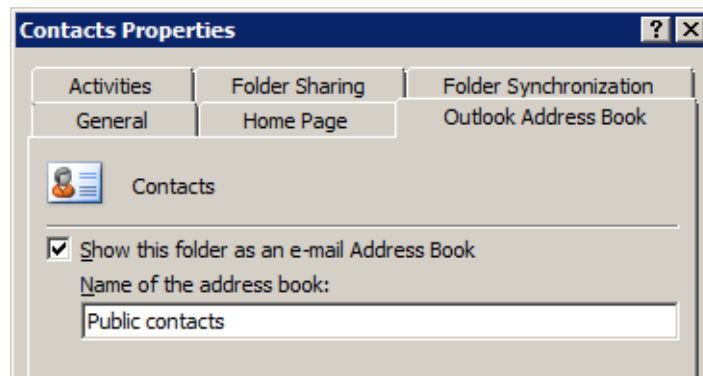 Contacts Properties
Activities Folder Sharing Folder Synchronization
General Home Page Outlook Address Book
Contacts
Show this folder as an e-mail Address Book
Name of the address book:
Public contacts